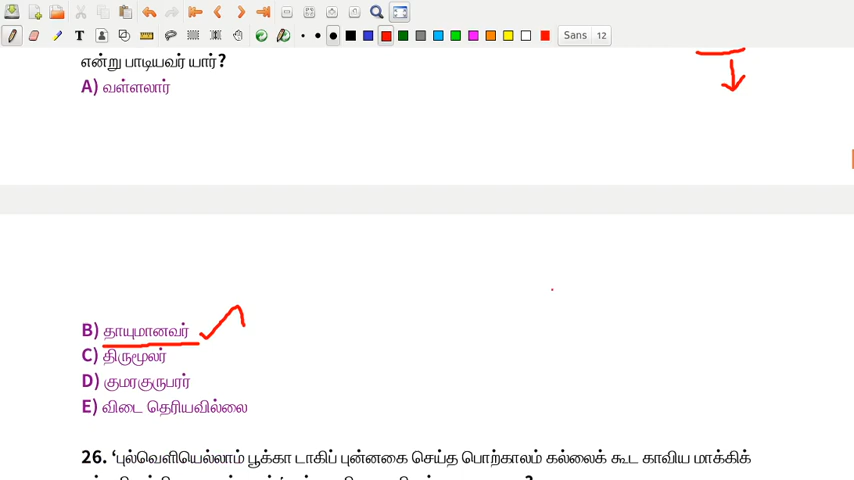 Sans 12
என்று பாடியவர் யார்?
A) வள்ளலார்
B) தாயுமானவர்
C) திருமூலர்
D) குமரகுருபரர்
E) விடை தெரியவில்லை
26. ‘புல்வெளியெல்லாம் பூக்கா டாகிப் புன்னகை செய்த பொற்காலம் கல்லைக் கூட காவிய மாக்கிக்